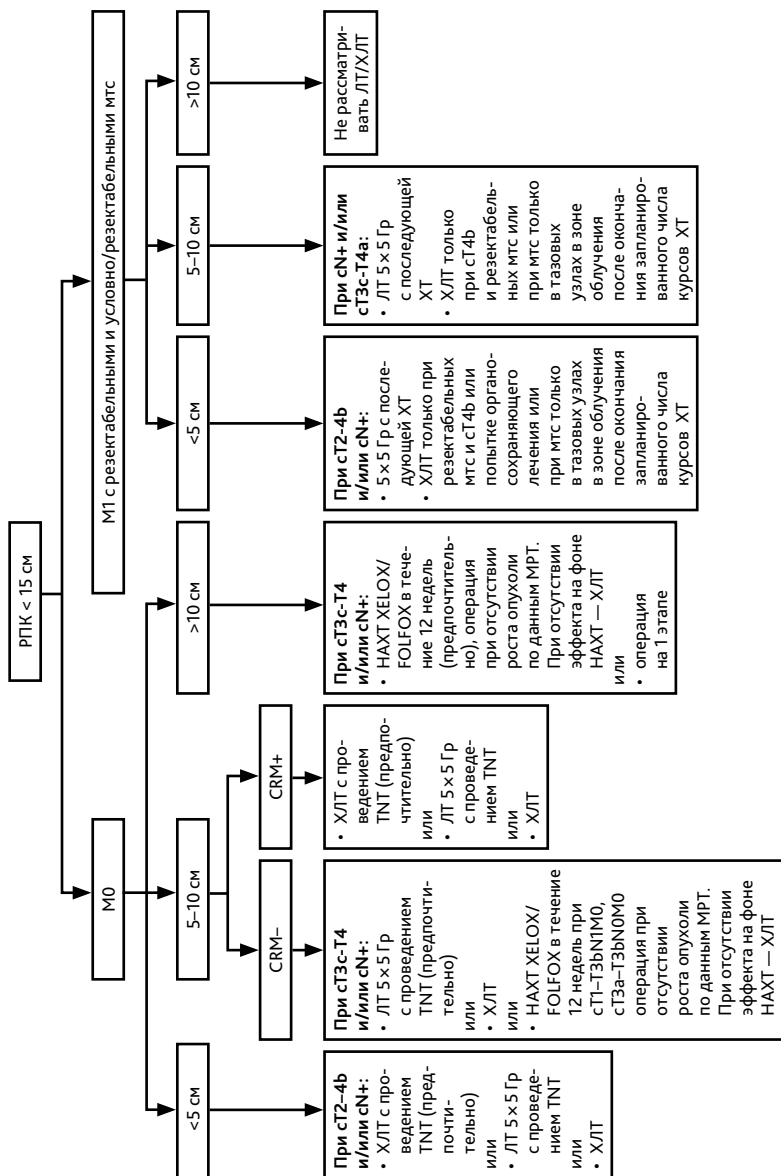 РПК < 15 см
M0
M1 с резектабельными и условно/резектабельными мтс
<5 см
5–10 см
>10 см
<5 см
5–10 см
>10 см
CRM–
CRM+
При cT2–4b
и/или cN+:
• ХЛТ с про-
ведением
TNT (пред-
почти-
тельно)
или
• ЛТ 5 × 5 Гр
с проведе-
нием TNT
или
• ХЛТ
При cT3c-T4
и/или cN+:
• ЛТ 5 × 5 Гр
с проведением
TNT (предпочти-
тельно)
или
• ХЛТ
или
• НАХТ XELOX/
FOLFOX в течение
12 недель при
cT1–T3bN1M0,
cT3a–T3bN0M0
операция при
отсутствии
роста опухоли
по данным МРТ.
При отсутствии
эффекта на фоне
НАХТ — ХЛТ
• ХЛТ с про-
ведением
TNT (предпо-
чтительно)
или
• ЛТ 5 × 5 Гр
с проведе-
нием TNT
или
• ХЛТ
При cT3c-T4
и/или cN+:
• НАХТ XELOX/
FOLFOX в тече-
ние 12 недель
(предпочтитель-
но), операция
при отсутствии
роста опухоли
по данным МРТ.
При отсутствии
эффекта на фоне
НАХТ — ХЛТ
или
• операция
на 1 этапе
При cT2-4b
и/или cN+:
• 5 × 5 Гр с после-
дующей ХТ
• ХЛТ только при
резектабельных
мтс и cT4b или
попытке органо-
сохраняющего
лечения или
при мтс только
в тазовых узлах
в зоне облучения
после окончания
запланиро-
ванного числа
курсов ХТ
При cN+ и/или
cT3c-T4a:
• ЛТ 5 × 5 Гр
с последующей
ХТ
• ХЛТ только
при cT4b
и резектабель-
ных мтс или
при мтс только
в тазовых
узлах в зоне
облучения
после оконча-
ния заплани-
рованного числа
курсов ХТ
Не рассматри-
вать ЛТ/ХЛТ